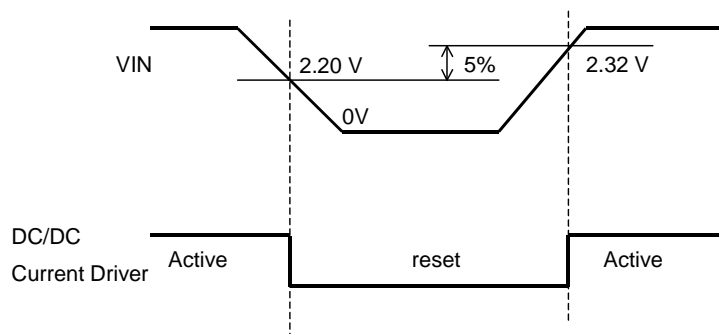 VIN
2.20 V
5%
2.32 V
0V
DC/DC
Current Driver
Active
reset
Active